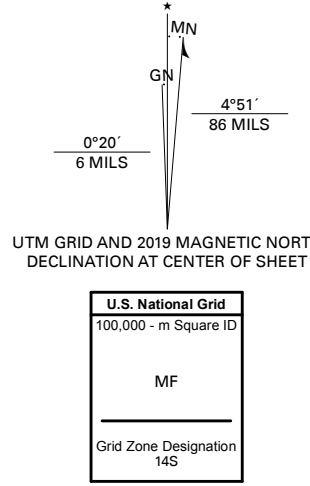 ★
MN
GN
4°51´
86 MILS
0°20´
6 MILS
UTM GRID AND 2019 MAGNETIC NORT
DECLINATION AT CENTER OF SHEET
U.S. National Grid
100,000 - m Square ID
MF
Grid Zone Designation
14S